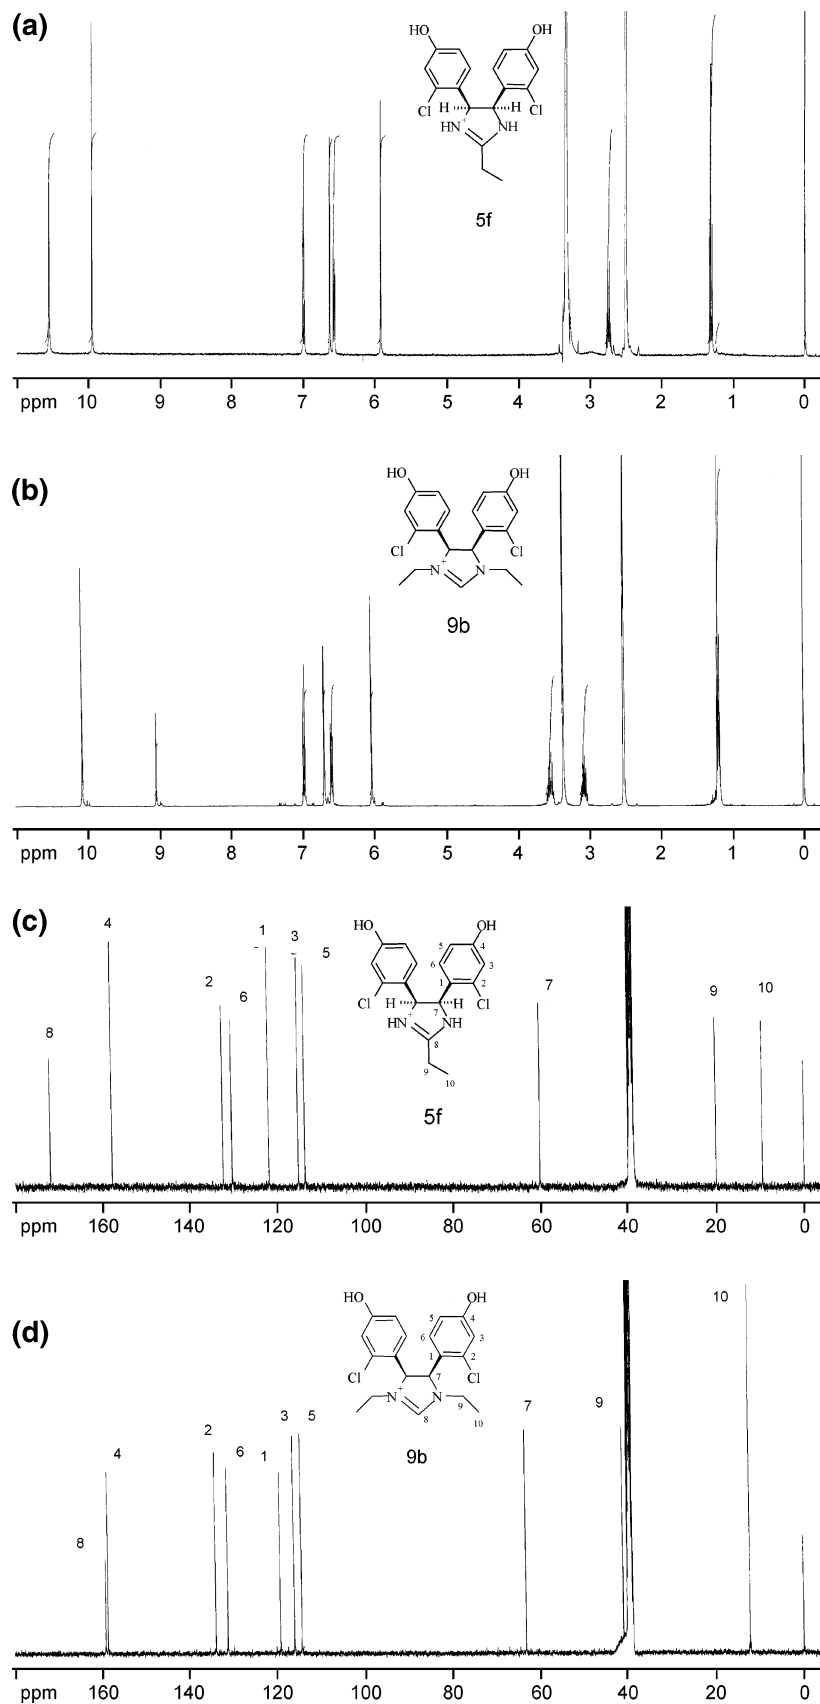 (a)
HO OH
Cl H H Cl
HN+ NH
5f
ppm 10 9 8 7 6 5 4 3 2 1 0
(b)
HO OH
Cl Cl
N+ N
9b
ppm 10 9 8 7 6 5 4 3 2 1 0
(c)
4 1 3 5 2 6 8 7 9 10
HO OH
5 4
6 3
1 2
Cl H 7 H Cl
HN+ NH
8
9 10
5f
ppm 160 140 120 100 80 60 40 20 0
(d)
10
HO OH
5 4
6 3
1 2
Cl 7 Cl
N+ N 9
8 10
9b
3 5 2 6 1 4 8 7 9
ppm 160 140 120 100 80 60 40 20 0